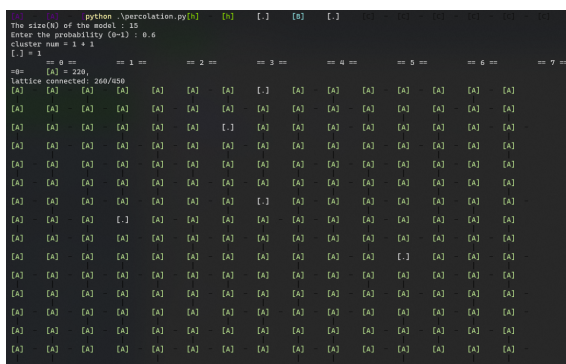 python .\percolation.py[h] [h] [.] [B] [.]
The size(N) of the model : 15
Enter the probability (0~1) : 0.6
cluster num = 1 + 1
[.] = 1
== 0 == == 1 == == 2 == == 3 == == 4 == == 5 == == 6 == == 7 =
=0= [A] = 220,
lattice connected: 260/450
[A] [A] [A] [A] [A] [A] [A] [.] [A] [A] [A] [A] [A] [A] [A]
[A] [A] [A] [A] [A] [A] [A] [A] [A] [A] [A] [A] [A] [A] [A]
[A] [A] [A] [A] [A] [A] [.] [A] [A] [A] [A] [A] [A] [A] [A]
[A] [A] [A] [A] [A] [A] [A] [A] [A] [A] [A] [A] [A] [A] [A]
[A] [A] [A] [A] [A] [A] [A] [A] [A] [A] [A] [A] [A] [A] [A]
[A] [A] [A] [A] [A] [A] [A] [A] [A] [A] [A] [A] [A] [A] [A]
[A] [A] [A] [A] [A] [A] [A] [.] [A] [A] [A] [A] [A] [A] [A]
[A] [A] [A] [.] [A] [A] [A] [A] [A] [A] [A] [A] [A] [A] [A]
[A] [A] [A] [A] [A] [A] [A] [A] [A] [A] [A] [A] [A] [A] [A]
[A] [A] [A] [A] [A] [A] [A] [A] [A] [A] [A] [.] [A] [A] [A]
[A] [A] [A] [A] [A] [A] [A] [A] [A] [A] [A] [A] [A] [A] [A]
[A] [A] [A] [A] [A] [A] [A] [A] [A] [A] [A] [A] [A] [A] [A]
[A] [A] [A] [A] [A] [A] [A] [A] [A] [A] [A] [A] [A] [A] [A]
[A] [A] [A] [A] [A] [A] [A] [A] [A] [A] [A] [A] [A] [A] [A]
[A] [A] [A] [A] [A] [A] [A] [A] [A] [A] [A] [A] [A] [A] [A]